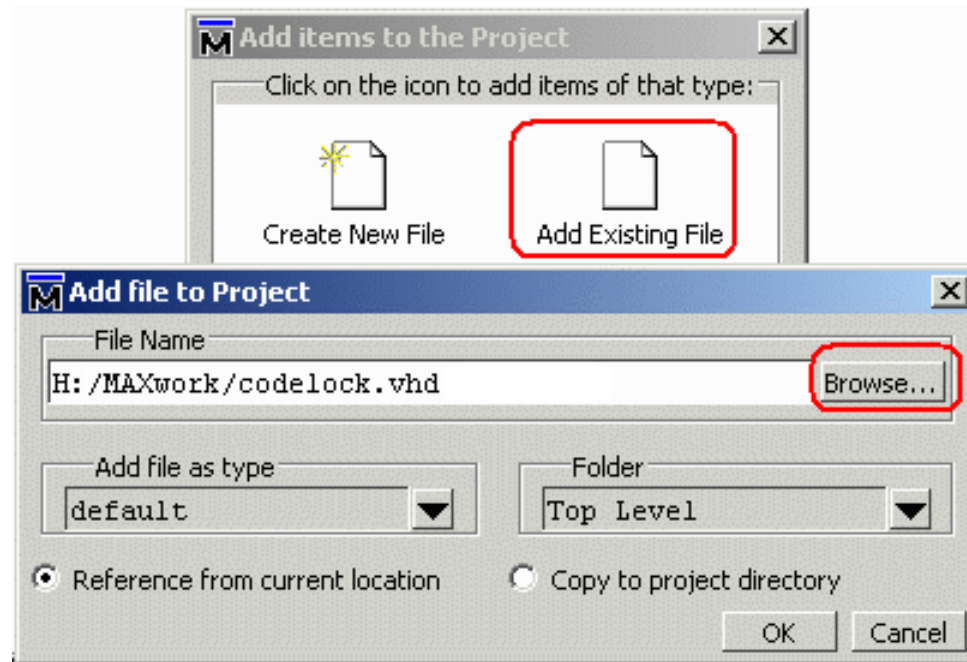 Add items to the Project
Click on the icon to add items of that type:
Create New File Add Existing File
Add file to Project
File Name
H:/MAXwork/codelock.vhd Browse...
Add file as type Folder
default Top Level
Reference from current location Copy to project directory
OK Cancel